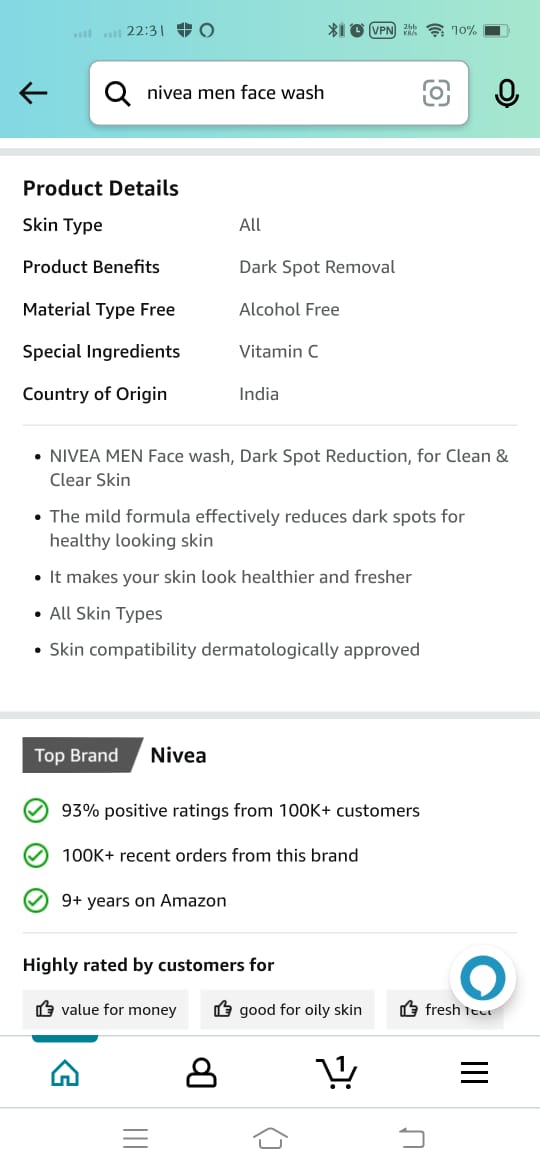 22:31
VPN
70%
nivea men face wash
Product Details
Skin Type All
Product Benefits Dark Spot Removal
Material Type Free Alcohol Free
Special Ingredients Vitamin C
Country of Origin India
• NIVEA MEN Face wash, Dark Spot Reduction, for Clean &
Clear Skin
• The mild formula effectively reduces dark spots for
healthy looking skin
• It makes your skin look healthier and fresher
• All Skin Types
• Skin compatibility dermatologically approved
Top Brand Nivea
93% positive ratings from 100K+ customers
100K+ recent orders from this brand
9+ years on Amazon
Highly rated by customers for
value for money good for oily skin fresh
1